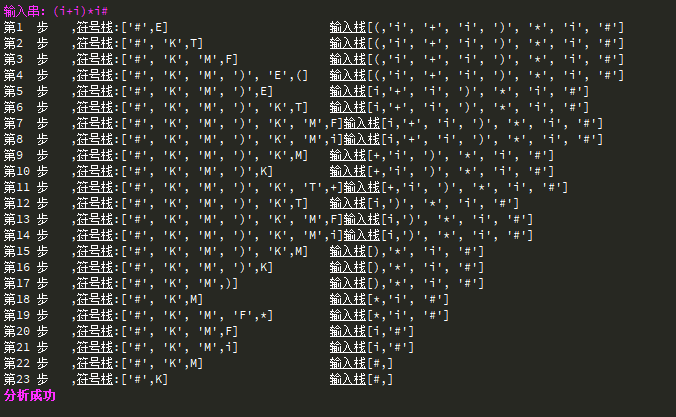 输入串: (i+i)*i#
第1 步 ,符号栈:['#',E] 输入栈[(,'i', '+', 'i', ')', '*', 'i', '#']
第2 步 ,符号栈:['#', 'K',T] 输入栈[(,'i', '+', 'i', ')', '*', 'i', '#']
第3 步 ,符号栈:['#', 'K', 'M',F] 输入栈[(,'i', '+', 'i', ')', '*', 'i', '#']
第4 步 ,符号栈:['#', 'K', 'M', ')', 'E',(] 输入栈[(,'i', '+', 'i', ')', '*', 'i', '#']
第5 步 ,符号栈:['#', 'K', 'M', ')',E] 输入栈[i,'+', 'i', ')', '*', 'i', '#']
第6 步 ,符号栈:['#', 'K', 'M', ')', 'K',T] 输入栈[i,'+', 'i', ')', '*', 'i', '#']
第7 步 ,符号栈:['#', 'K', 'M', ')', 'K', 'M',F]输入栈[i,'+', 'i', ')', '*', 'i', '#']
第8 步 ,符号栈:['#', 'K', 'M', ')', 'K', 'M',i]输入栈[i,'+', 'i', ')', '*', 'i', '#']
第9 步 ,符号栈:['#', 'K', 'M', ')', 'K',M] 输入栈[+,'i', ')', '*', 'i', '#']
第10 步 ,符号栈:['#', 'K', 'M', ')',K] 输入栈[+,'i', ')', '*', 'i', '#']
第11 步 ,符号栈:['#', 'K', 'M', ')', 'K', 'T',+]输入栈[+,'i', ')', '*', 'i', '#']
第12 步 ,符号栈:['#', 'K', 'M', ')', 'K',T] 输入栈[i,')', '*', 'i', '#']
第13 步 ,符号栈:['#', 'K', 'M', ')', 'K', 'M',F]输入栈[i,')', '*', 'i', '#']
第14 步 ,符号栈:['#', 'K', 'M', ')', 'K', 'M',i]输入栈[i,')', '*', 'i', '#']
第15 步 ,符号栈:['#', 'K', 'M', ')', 'K',M] 输入栈[),'*', 'i', '#']
第16 步 ,符号栈:['#', 'K', 'M', ')',K] 输入栈[),'*', 'i', '#']
第17 步 ,符号栈:['#', 'K', 'M',)] 输入栈[),'*', 'i', '#']
第18 步 ,符号栈:['#', 'K',M] 输入栈[*,'i', '#']
第19 步 ,符号栈:['#', 'K', 'M', 'F',*] 输入栈[*,'i', '#']
第20 步 ,符号栈:['#', 'K', 'M',F] 输入栈[i,'#']
第21 步 ,符号栈:['#', 'K', 'M',i] 输入栈[i,'#']
第22 步 ,符号栈:['#', 'K',M] 输入栈[#,]
第23 步 ,符号栈:['#',K] 输入栈[#,]
分析成功